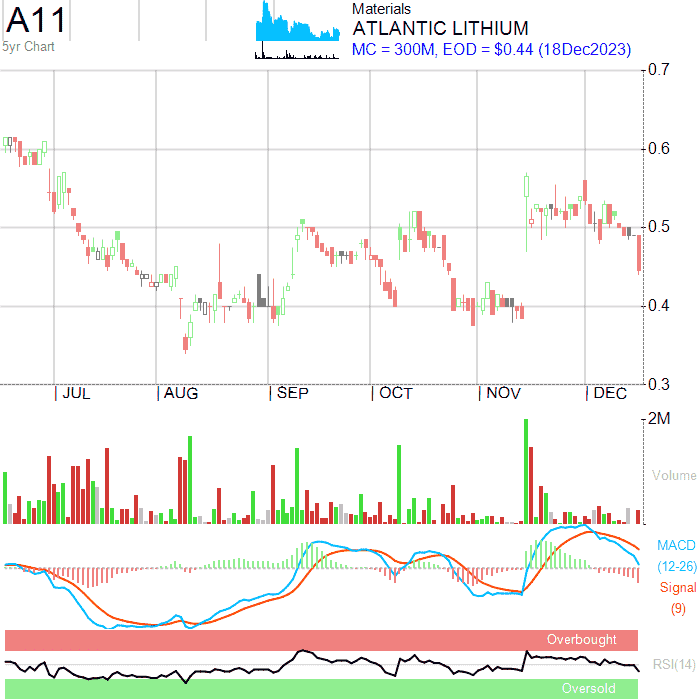 A11
5yr Chart
Materials
ATLANTIC LITHIUM
MC = 300M, EOD = $0.44 (18Dec2023)
0.7
0.6
0.5
0.4
0.3
JUL
AUG
SEP
OCT
NOV
DEC
2M
Volume
MACD
(12-26)
Signal
(9)
Overbought
RSI(14)
Oversold